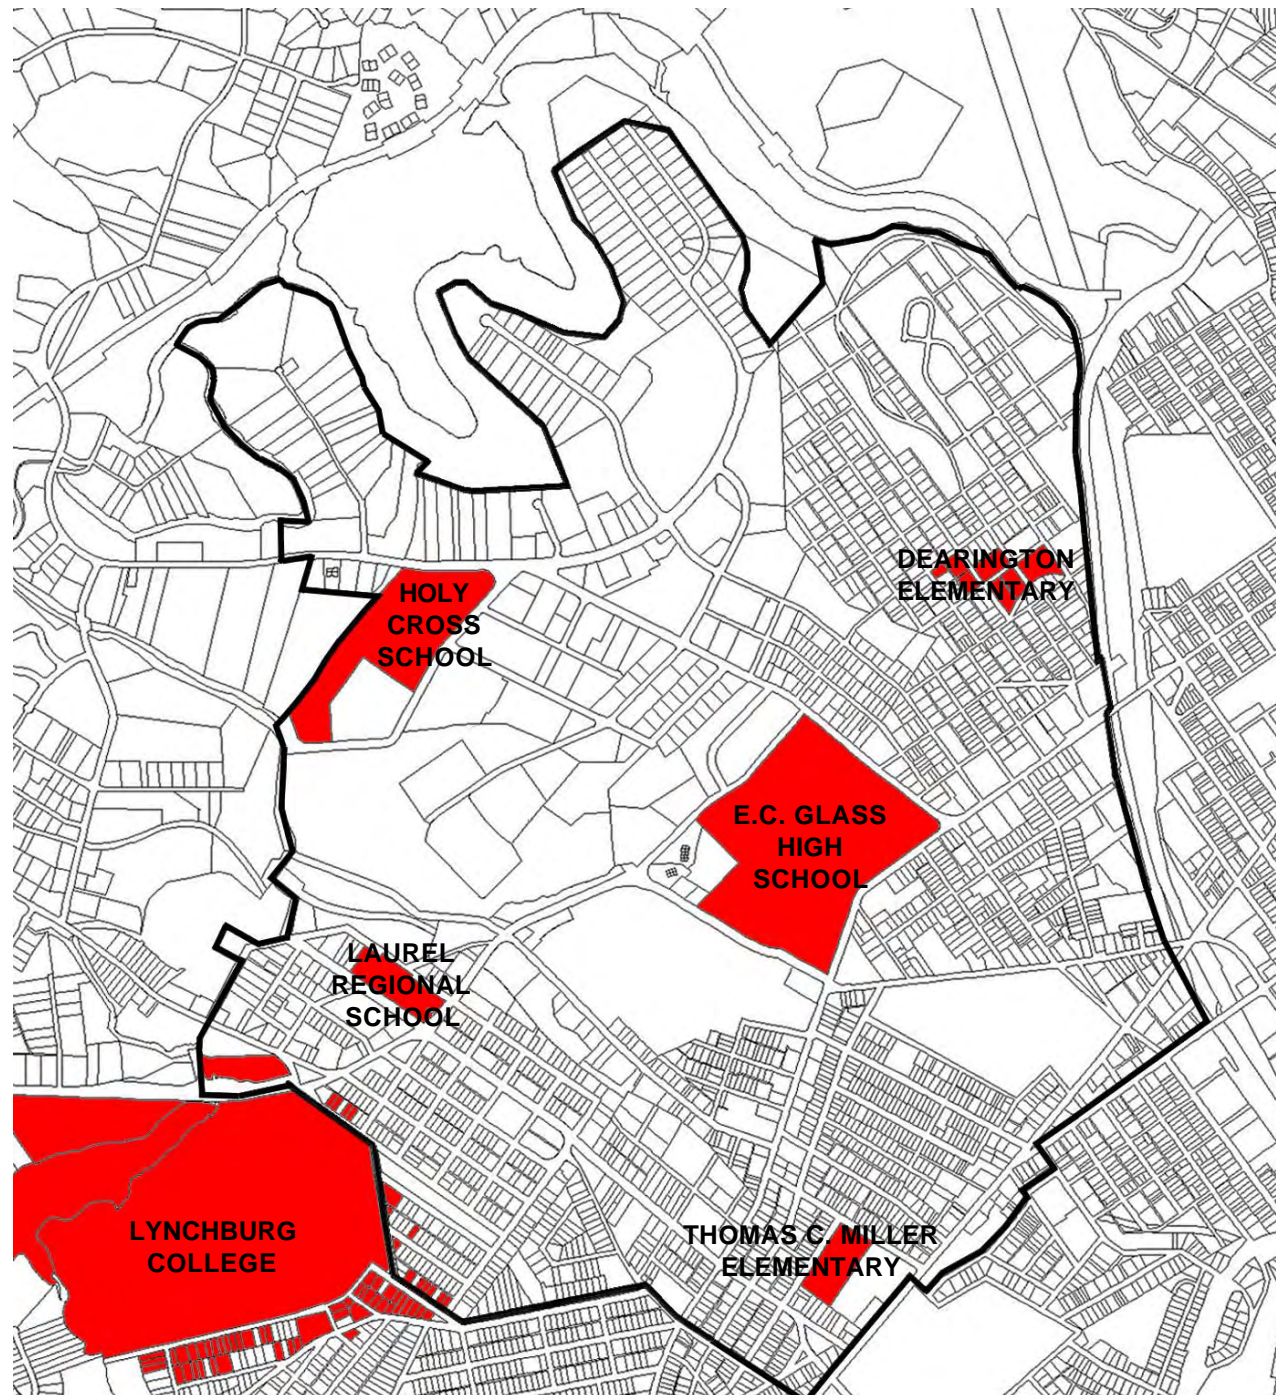 DEARINGTON
ELEMENTARY
HOLY
CROSS
SCHOOL
E.C. GLASS
HIGH
SCHOOL
LAUREL
REGIONAL
SCHOOL
LYNCHBURG
COLLEGE
THOMAS C. MILLER
ELEMENTARY